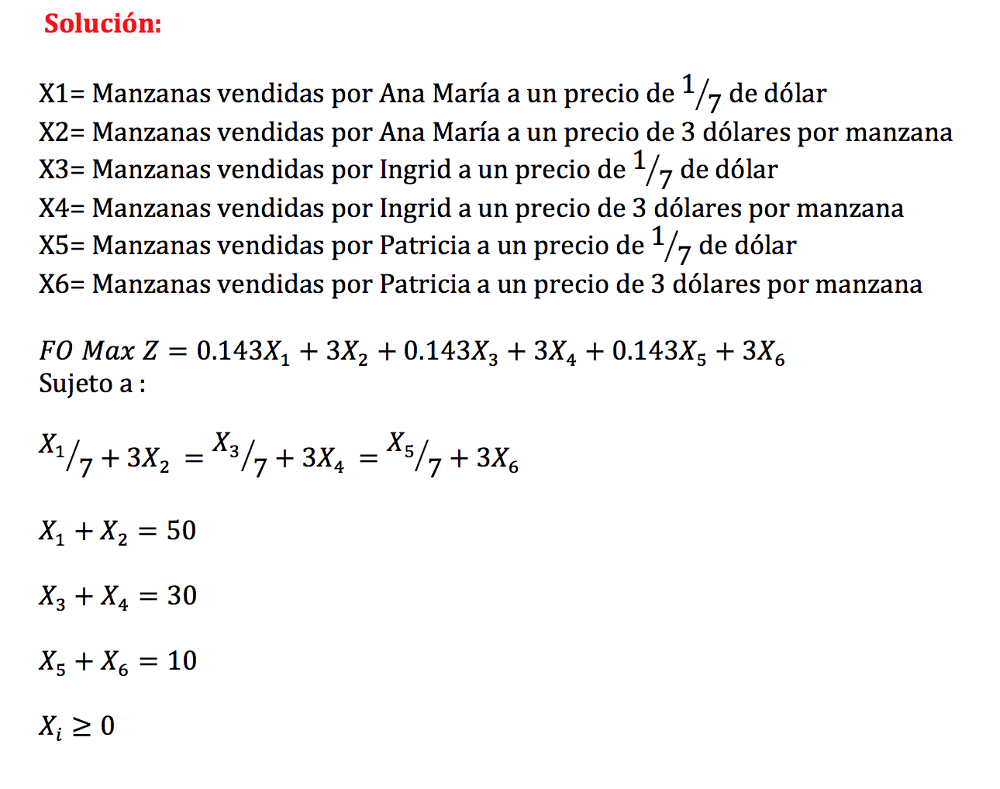 Solución:
X1= Manzanas vendidas por Ana María a un precio de 1/7 de dólar
X2= Manzanas vendidas por Ana María a un precio de 3 dólares por manzana
X3= Manzanas vendidas por Ingrid a un precio de 1/7 de dólar
X4= Manzanas vendidas por Ingrid a un precio de 3 dólares por manzana
X5= Manzanas vendidas por Patricia a un precio de 1/7 de dólar
X6= Manzanas vendidas por Patricia a un precio de 3 dólares por manzana
FO Max Z = 0.143X₁ + 3X₂ + 0.143X₃ + 3X₄ + 0.143X₅ + 3X₆
Sujeto a :
X₁/7 + 3X₂ = X₃/7 + 3X₄ = X₅/7 + 3X₆
X₁ + X₂ = 50
X₃ + X₄ = 30
X₅ + X₆ = 10
Xᵢ ≥ 0